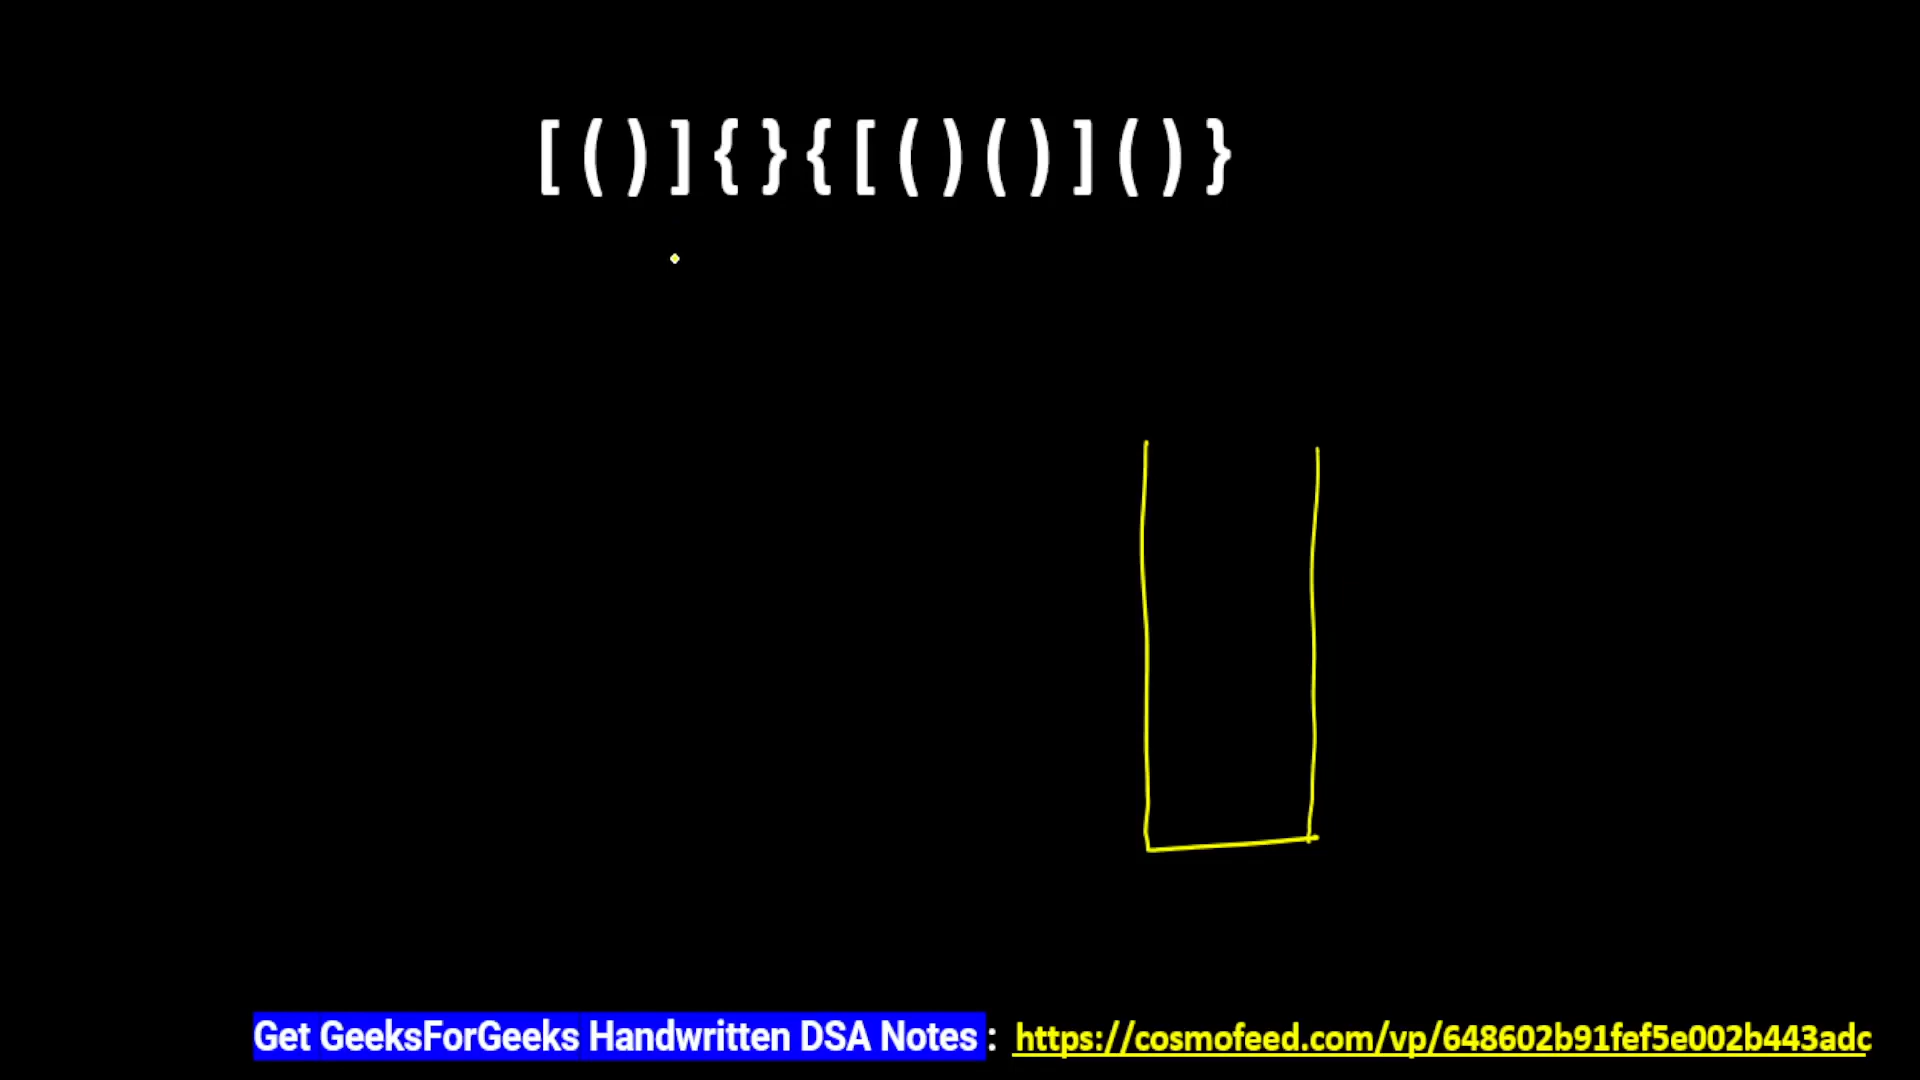 [()]{}{[()()]()}
Get GeeksForGeeks Handwritten DSA Notes : https://cosmofeed.com/vp/648602b91fef5e002b443adc